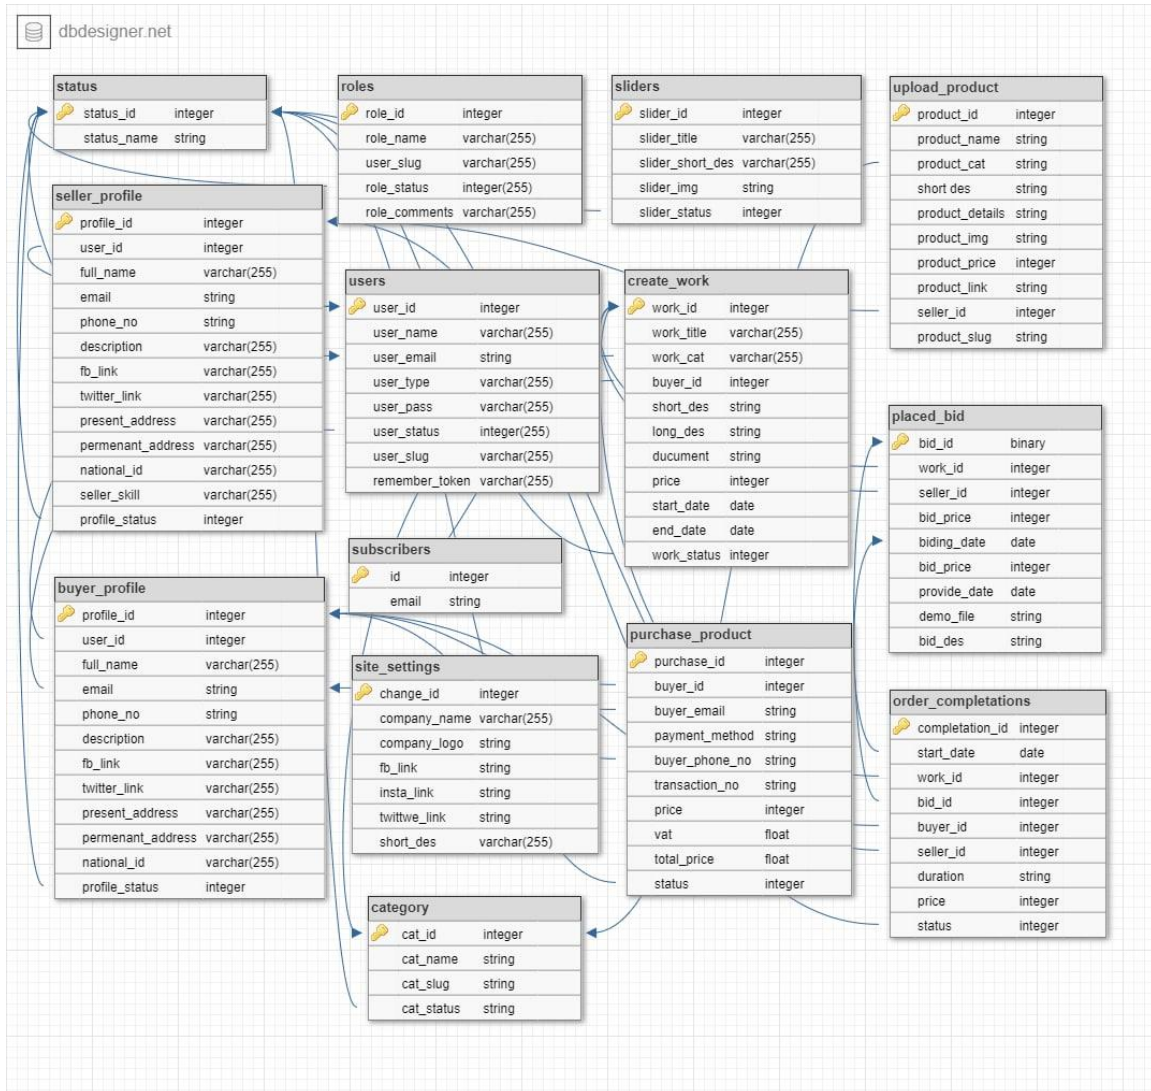 dbdesigner.net
status
status_id integer
status_name string
roles
role_id integer
role_name varchar(255)
user_slug varchar(255)
role_status integer(255)
role_comments varchar(255)
sliders
slider_id integer
slider_title varchar(255)
slider_short_des varchar(255)
slider_img string
slider_status integer
upload_product
product_id integer
product_name string
product_cat string
short des string
product_details string
product_img string
product_price integer
product_link string
seller_id integer
product_slug string
seller_profile
profile_id integer
user_id integer
full_name varchar(255)
email string
phone_no string
description varchar(255)
fb_link varchar(255)
twitter_link varchar(255)
present_address varchar(255)
permenant_address varchar(255)
national_id varchar(255)
seller_skill varchar(255)
profile_status integer
users
user_id integer
user_name varchar(255)
user_email string
user_type varchar(255)
user_pass varchar(255)
user_status integer(255)
user_slug varchar(255)
remember_token varchar(255)
create_work
work_id integer
work_title varchar(255)
work_cat varchar(255)
buyer_id integer
short_des string
long_des string
ducument string
price integer
start_date date
end_date date
work_status integer
placed_bid
bid_id binary
work_id integer
seller_id integer
bid_price integer
biding_date date
bid_price integer
provide_date date
demo_file string
bid_des string
subscribers
id integer
email string
buyer_profile
profile_id integer
user_id integer
full_name varchar(255)
email string
phone_no string
description varchar(255)
fb_link varchar(255)
twitter_link varchar(255)
present_address varchar(255)
permenant_address varchar(255)
national_id varchar(255)
profile_status integer
site_settings
change_id integer
company_name varchar(255)
company_logo string
fb_link string
insta_link string
twittwe_link string
short_des varchar(255)
purchase_product
purchase_id integer
buyer_id integer
buyer_email string
payment_method string
buyer_phone_no string
transaction_no string
price integer
vat float
total_price float
status integer
order_completations
completation_id integer
start_date date
work_id integer
bid_id integer
buyer_id integer
seller_id integer
duration string
price integer
status integer
category
cat_id integer
cat_name string
cat_slug string
cat_status string